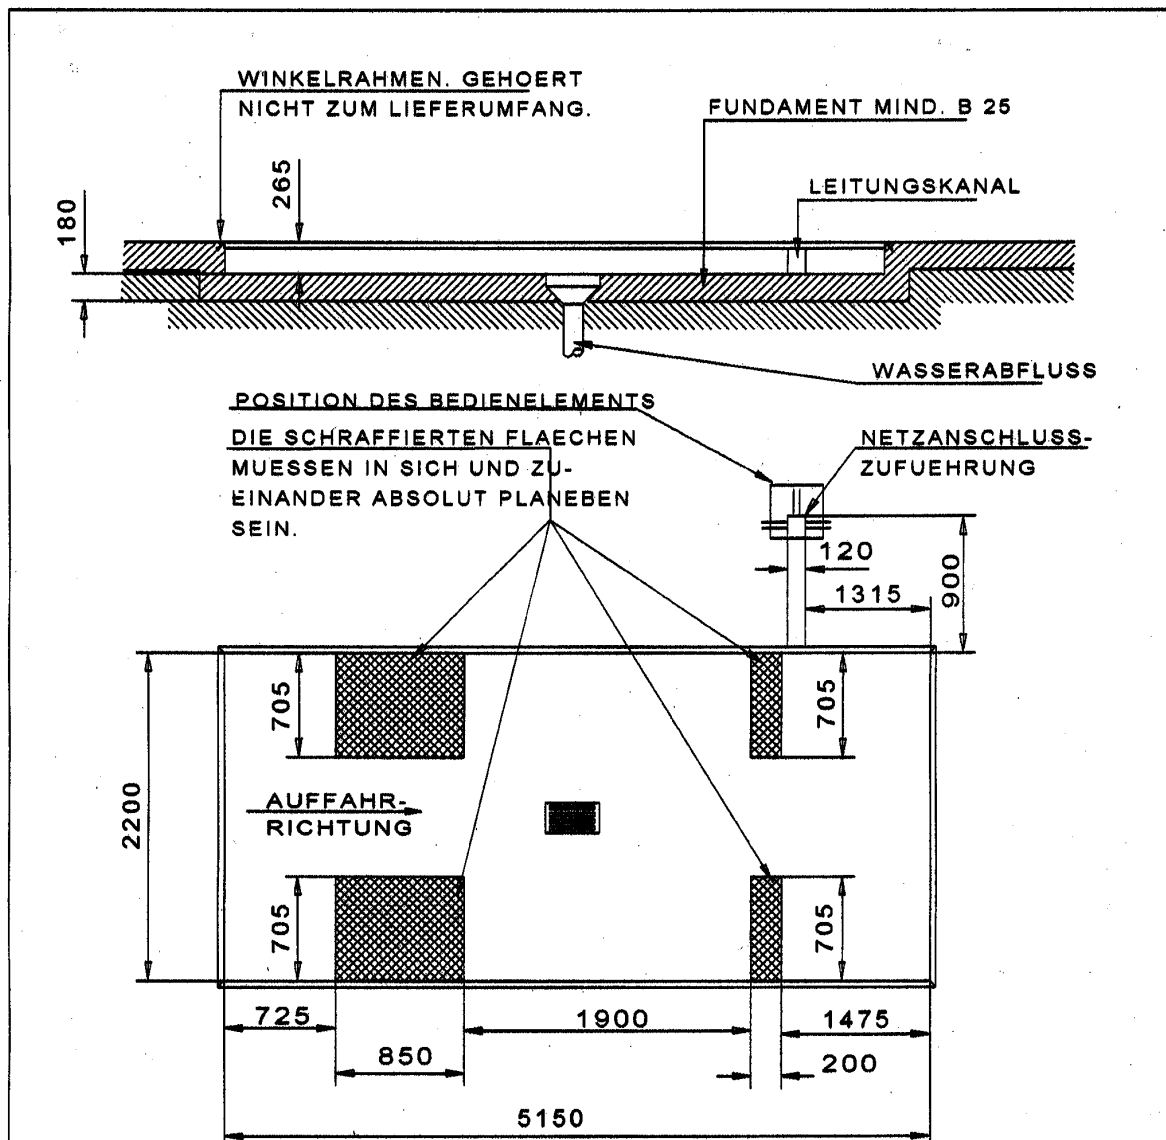 WINKELRAHMEN. GEHOERT
NICHT ZUM LIEFERUMFANG.
FUNDAMENT MIND. B 25
265
LEITUNGSKANAL
180
WASSERABFLUSS
POSITION DES BEDIENELEMENTS
DIE SCHRAFFIERTEN FLAECHEN
MUESSEN IN SICH UND ZU-
EINANDER ABSOLUT PLANEBEN
SEIN.
NETZANSCHLUSS-
ZUFUEHRUNG
120
900
1315
705
705
2200
AUFFAHR-
RICHTUNG
705
705
725
1900
1475
850
200
5150